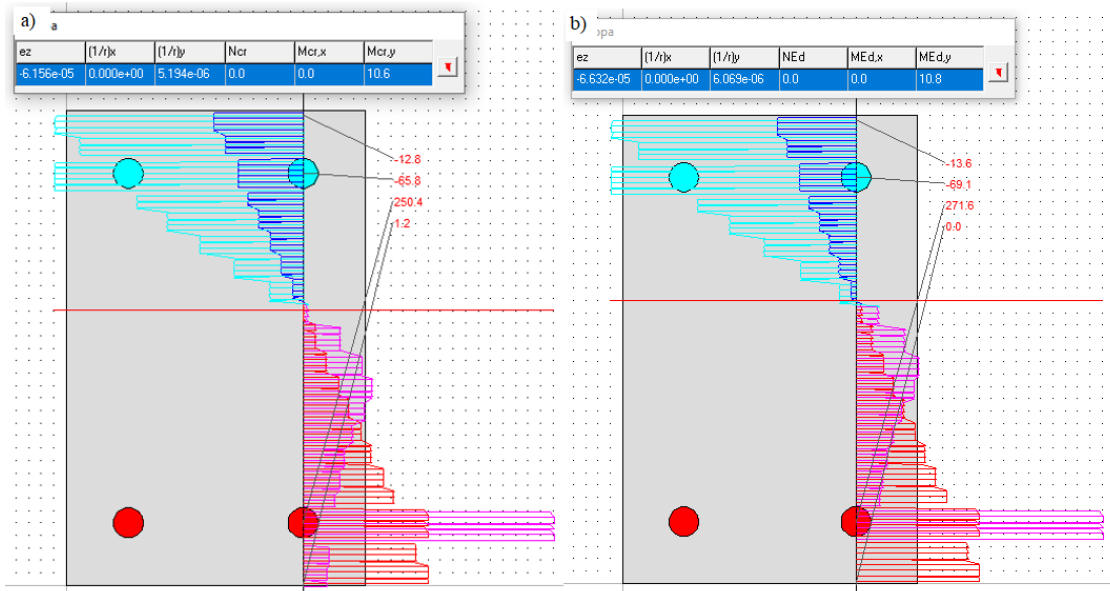 a)
a
ez (1/r)x (1/r)y Ncr Mcr,x Mcr,y
-6.156e-05 0.000e+00 5.194e-06 0.0 0.0 10.6
-12.8
-65.8
250.4
1.2
b)
ppa
ez (1/r)x (1/r)y NEd MEd,x MEd,y
-6.632e-05 0.000e+00 6.069e-06 0.0 0.0 10.8
-13.6
-69.1
271.6
0.0